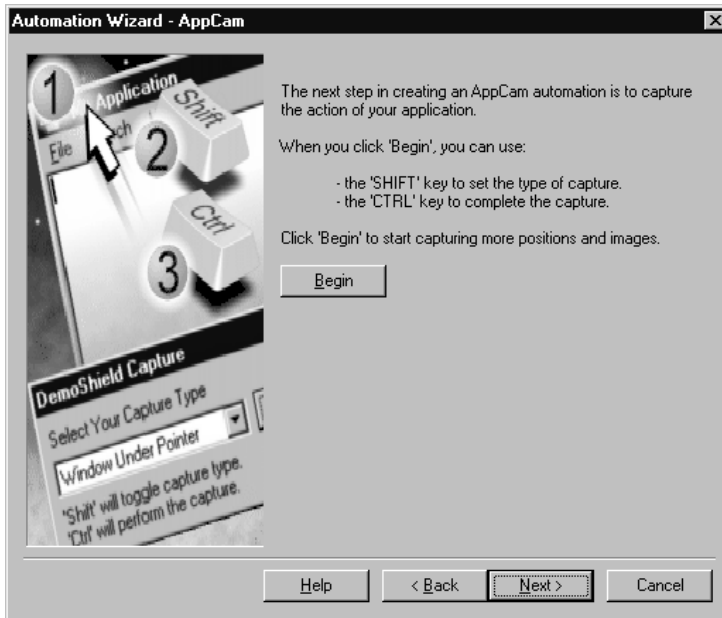 Automation Wizard - AppCam
1
Application
File
Shift
2
Ctrl
3
DemoShield Capture
Select Your Capture Type
Window Under Pointer
'Shift' will toggle capture type.
'Ctrl' will perform the capture.
The next step in creating an AppCam automation is to capture
the action of your application.
When you click 'Begin', you can use:
- the 'SHIFT' key to set the type of capture.
- the 'CTRL' key to complete the capture.
Click 'Begin' to start capturing more positions and images.
Begin
Help
< Back
Next >
Cancel